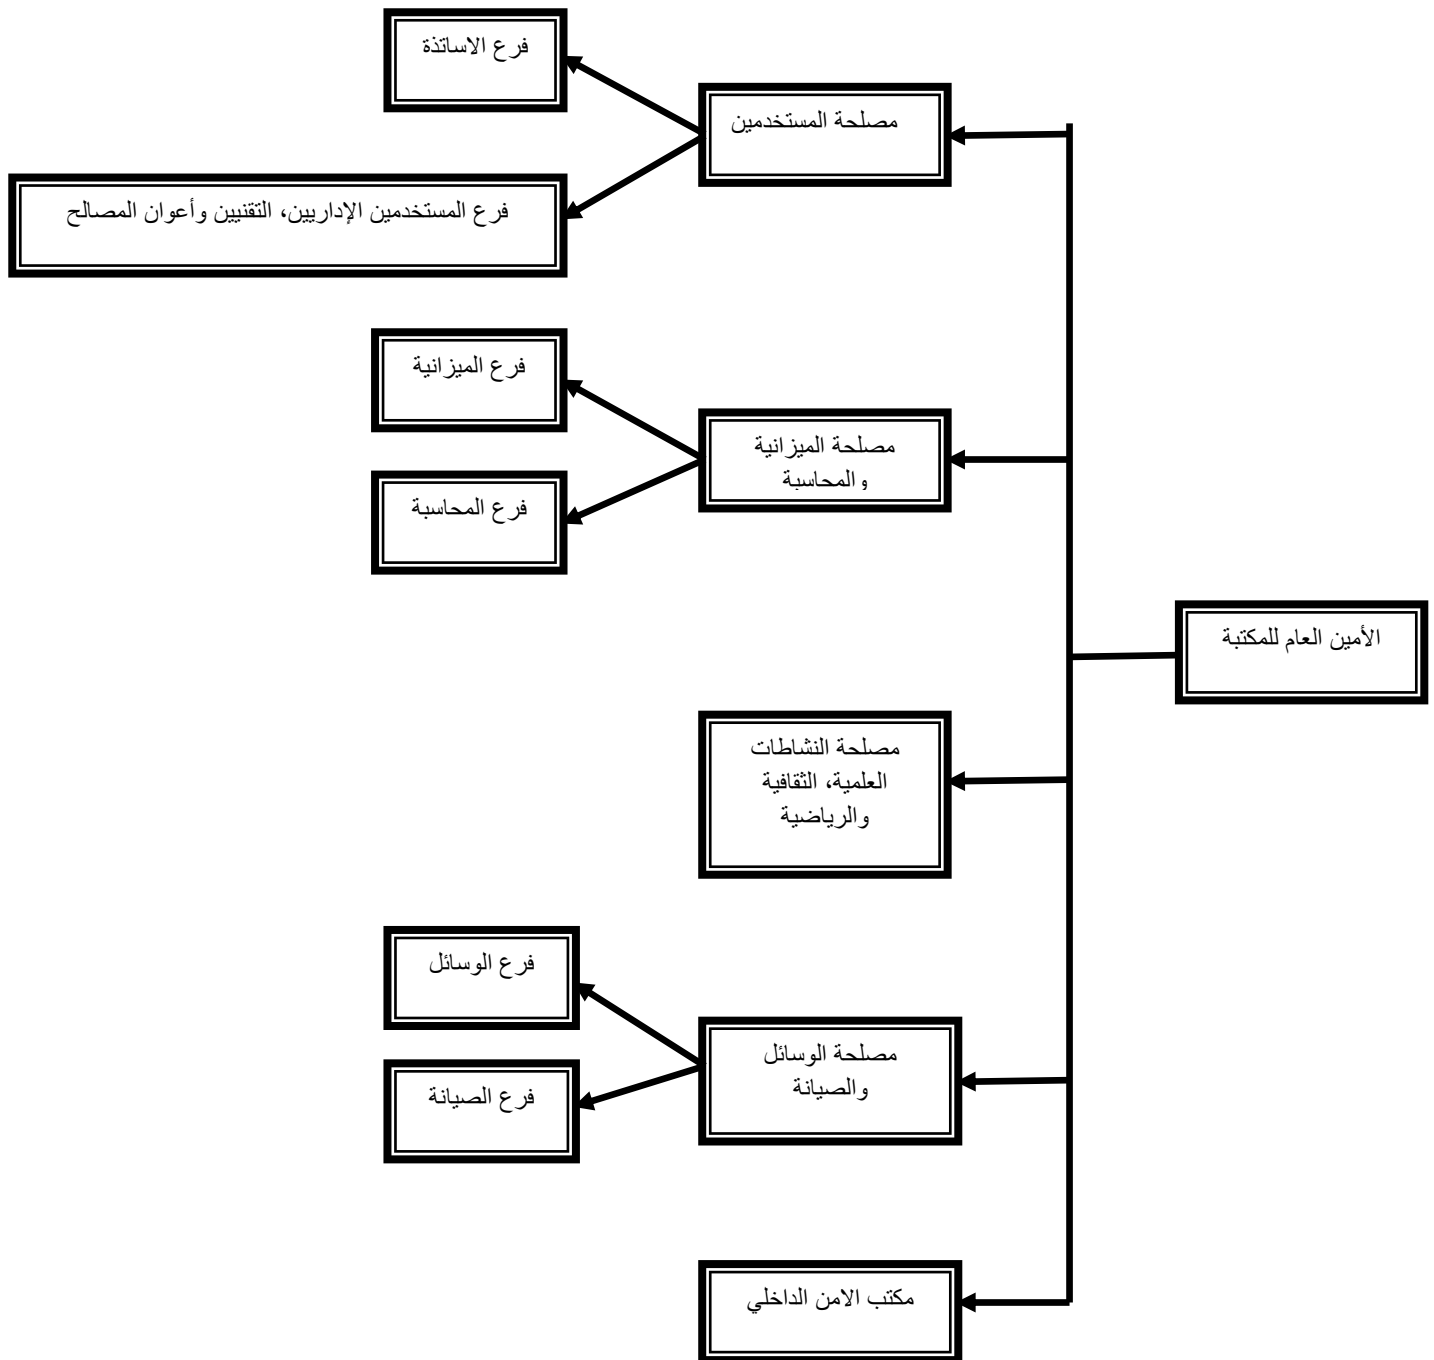 الأمين العام للمكتبة
مصلحة المستخدمين
فرع الاساتذة
فرع المستخدمين الإداريين، التقنيين وأعوان المصالح
مصلحة الميزانية
والمحاسبة
فرع الميزانية
فرع المحاسبة
مصلحة النشاطات
العلمية، الثقافية
والرياضية
مصلحة الوسائل
والصيانة
فرع الوسائل
فرع الصيانة
مكتب الامن الداخلي